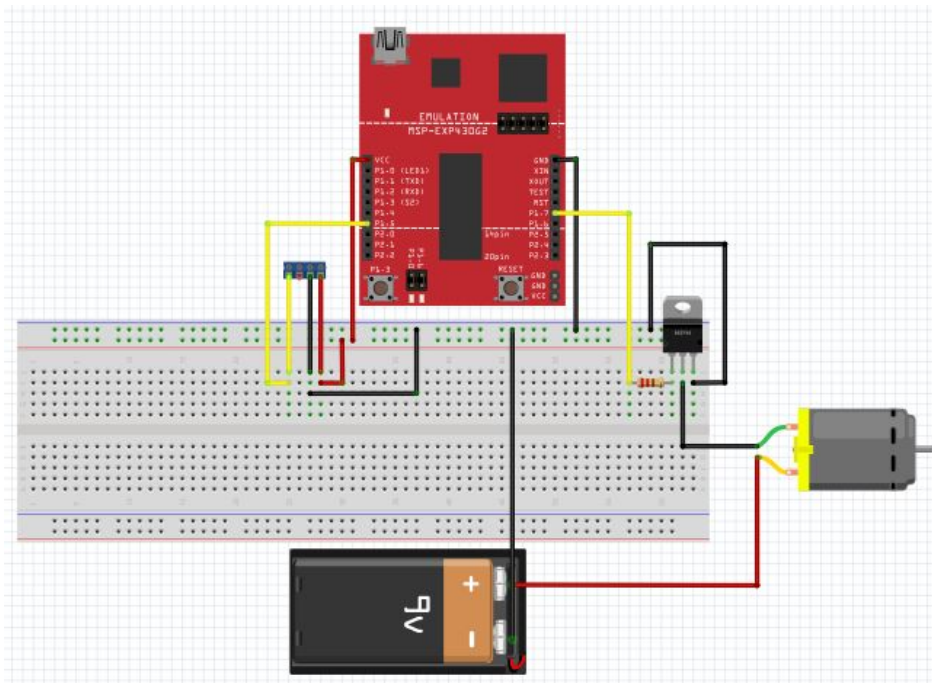 EMULATION
MSP-EXP430G2
VCC
P1.0 (LED1)
P1.1 (TXD)
P1.2 (RXD)
P1.3 (S2)
P1.4
P1.5
P2.0
P2.1
P2.2
GND
XIN
XOUT
TEST
RST
P1.7
P1.6
P2.5
P2.4
P2.3
14pin
20pin
P1.3
RESET
GND
GND
VCC
+
9V
-